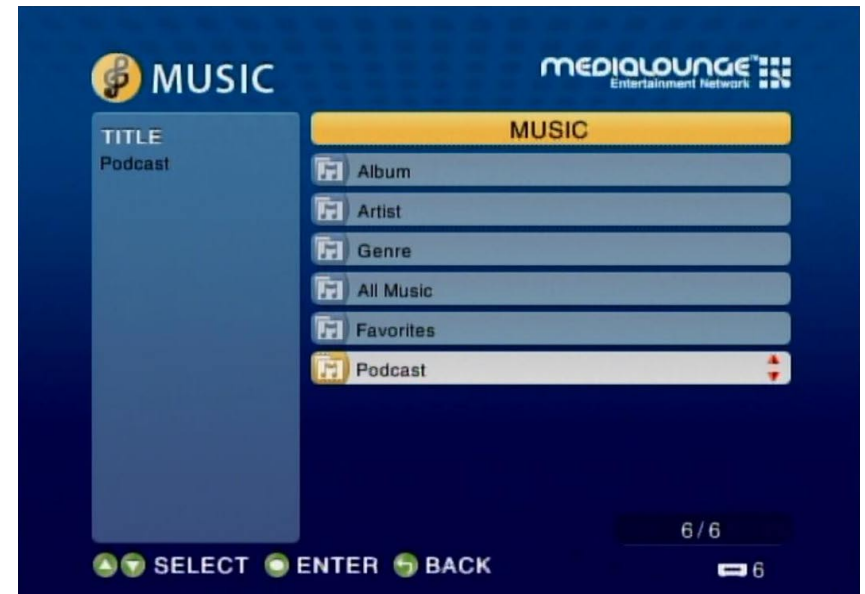 MUSIC
MEDIALOUNGE™
Entertainment Network
TITLE
Podcast
MUSIC
Album
Artist
Genre
All Music
Favorites
Podcast
6/6
SELECT ENTER BACK
6